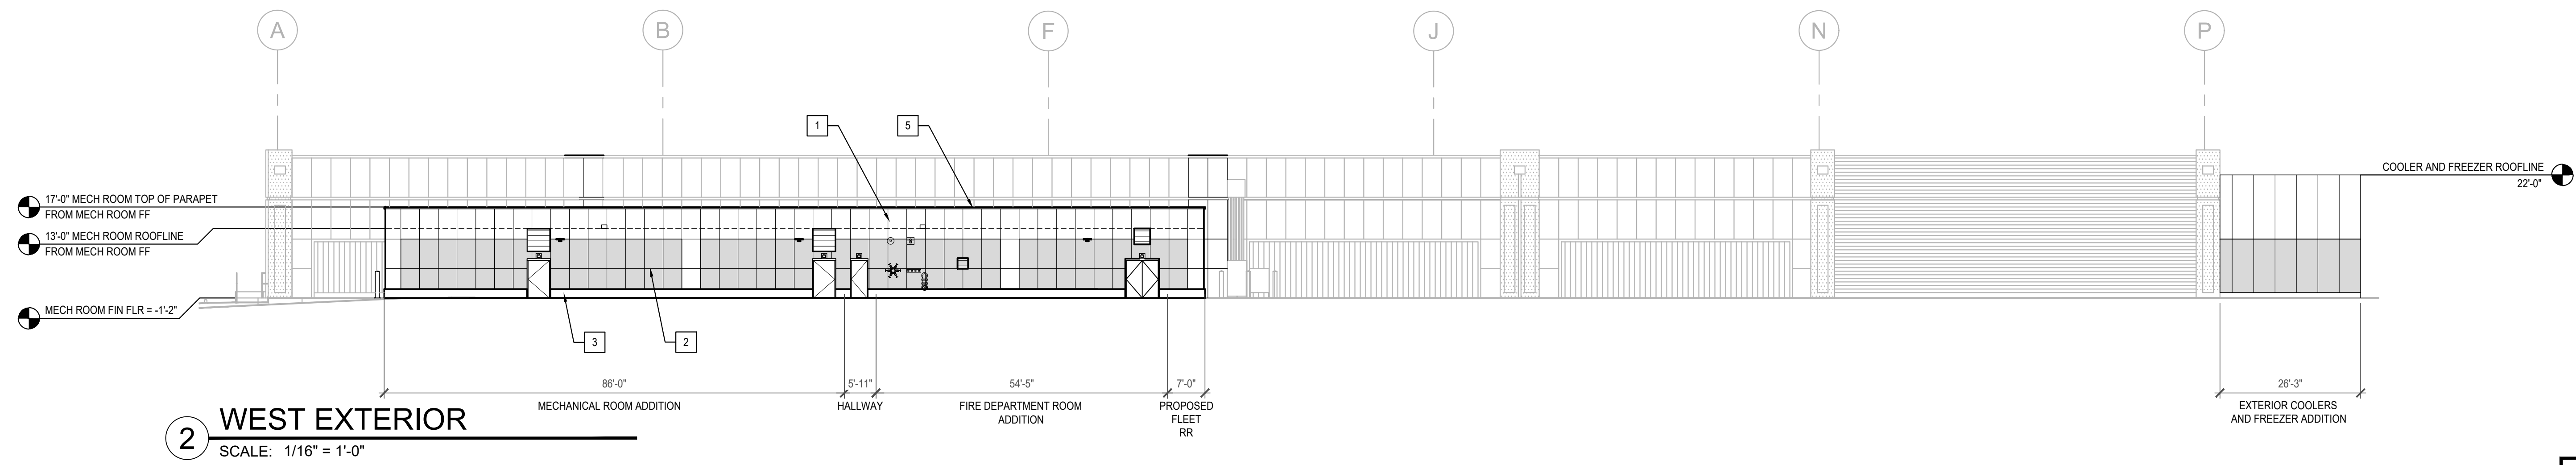 A
B
F
J
N
P
1
5
17'-0" MECH ROOM TOP OF PARAPET
FROM MECH ROOM FF
13'-0" MECH ROOM ROOFLINE
FROM MECH ROOM FF
MECH ROOM FIN FLR = -1'-2"
COOLER AND FREEZER ROOFLINE
22'-0"
3
2
86'-0"
5'-11"
54'-5"
7'-0"
26'-3"
MECHANICAL ROOM ADDITION
HALLWAY
FIRE DEPARTMENT ROOM
ADDITION
PROPOSED
FLEET
RR
EXTERIOR COOLERS
AND FREEZER ADDITION
2
WEST EXTERIOR
SCALE: 1/16" = 1'-0"